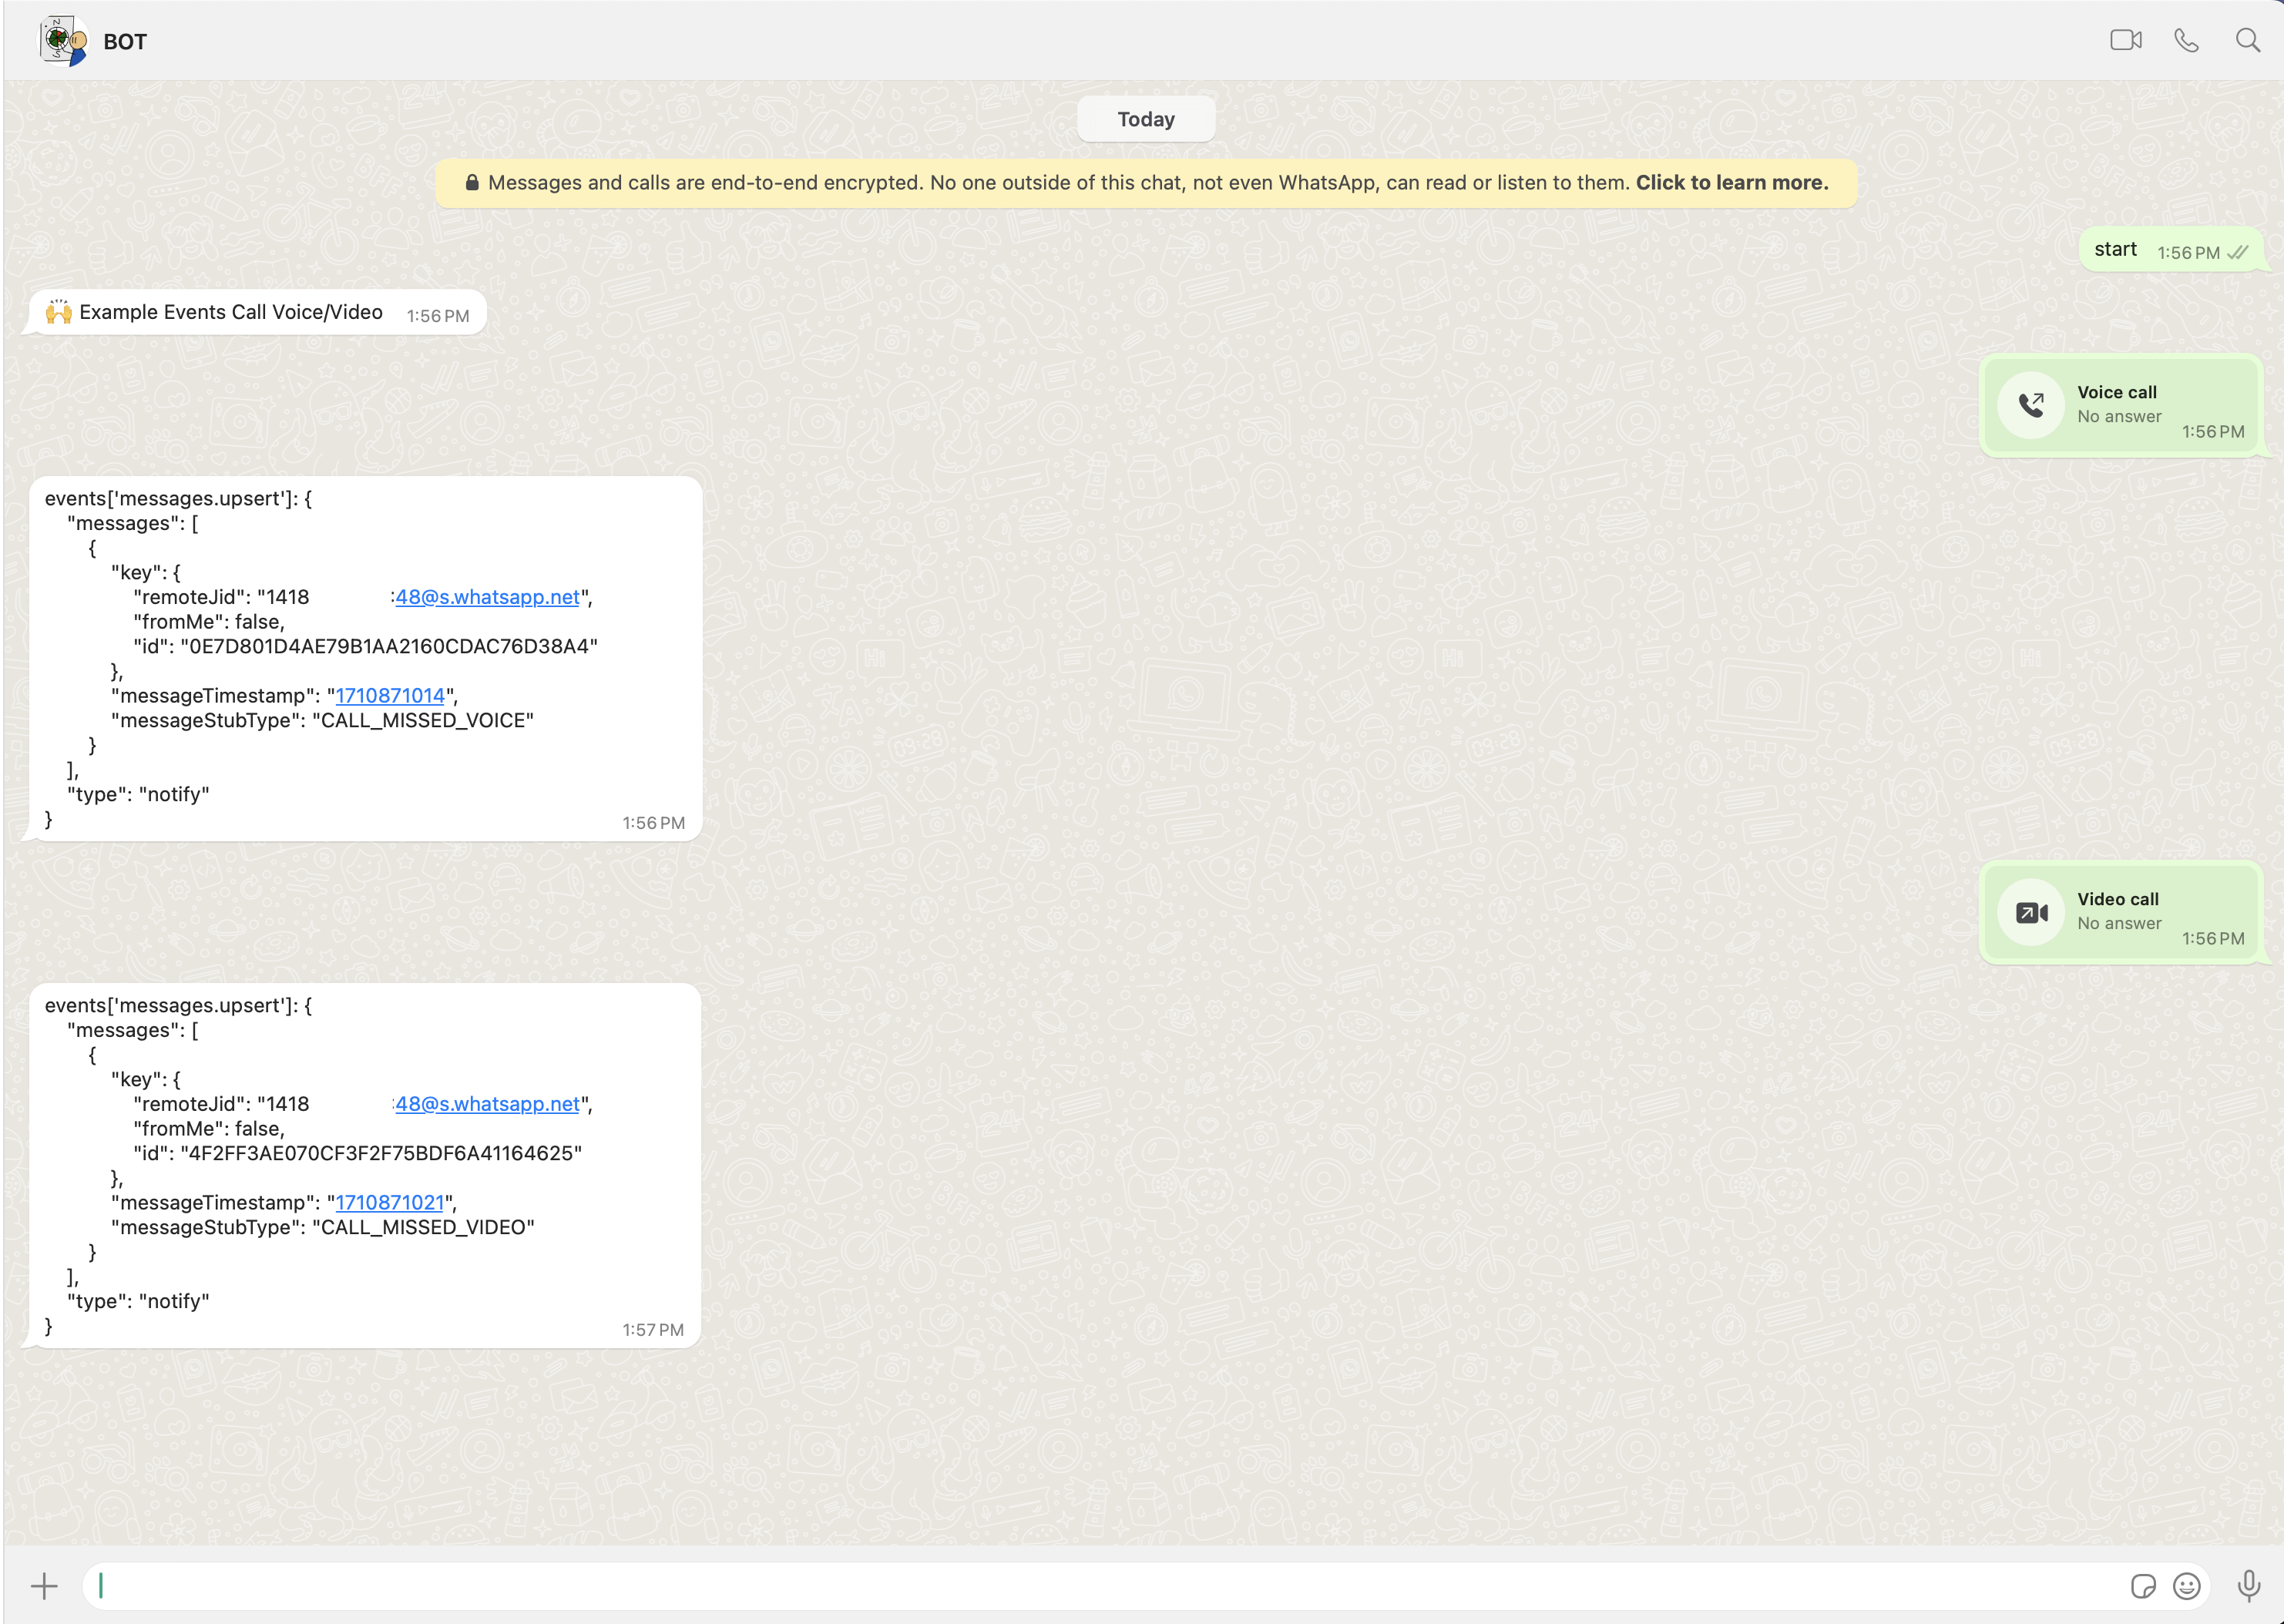 BOT
Today
Messages and calls are end-to-end encrypted. No one outside of this chat, not even WhatsApp, can read or listen to them. Click to learn more.
start 1:56 PM
🙌 Example Events Call Voice/Video 1:56 PM
Voice call
No answer
1:56 PM
events['messages.upsert']: {
"messages": [
{
"key": {
"remoteJid": "1418 :48@s.whatsapp.net",
"fromMe": false,
"id": "0E7D801D4AE79B1AA2160CDAC76D38A4"
},
"messageTimestamp": "1710871014",
"messageStubType": "CALL_MISSED_VOICE"
}
],
"type": "notify"
}
1:56 PM
Video call
No answer
1:56 PM
events['messages.upsert']: {
"messages": [
{
"key": {
"remoteJid": "1418 :48@s.whatsapp.net",
"fromMe": false,
"id": "4F2FF3AE070CF3F2F75BDF6A41164625"
},
"messageTimestamp": "1710871021",
"messageStubType": "CALL_MISSED_VIDEO"
}
],
"type": "notify"
}
1:57 PM